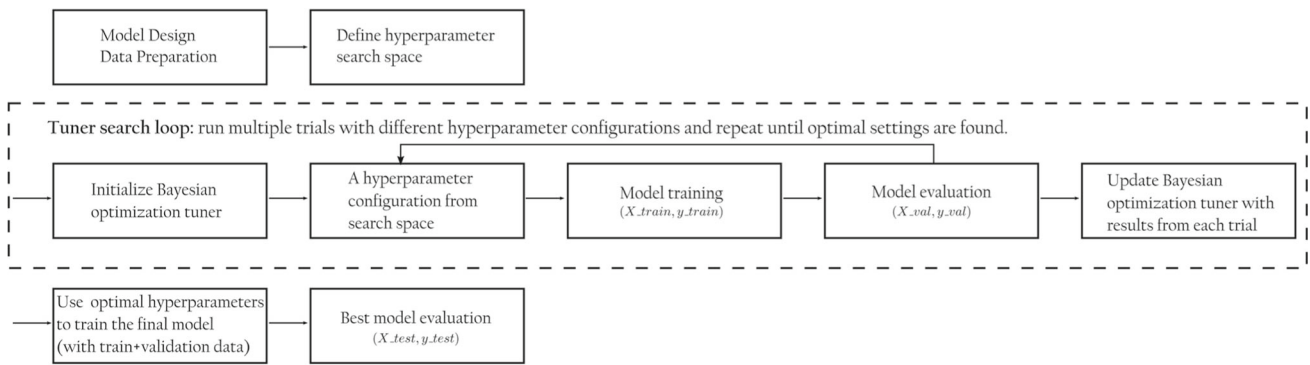 Model Design
Data Preparation
Define hyperparameter
search space
Tuner search loop: run multiple trials with different hyperparameter configurations and repeat until optimal settings are found.
Initialize Bayesian
optimization tuner
A hyperparameter
configuration from
search space
Model training
(X_train, y_train)
Model evaluation
(X_val, y_val)
Update Bayesian
optimization tuner with
results from each trial
Use optimal hyperparameters
to train the final model
(with train+validation data)
Best model evaluation
(X_test, y_test)